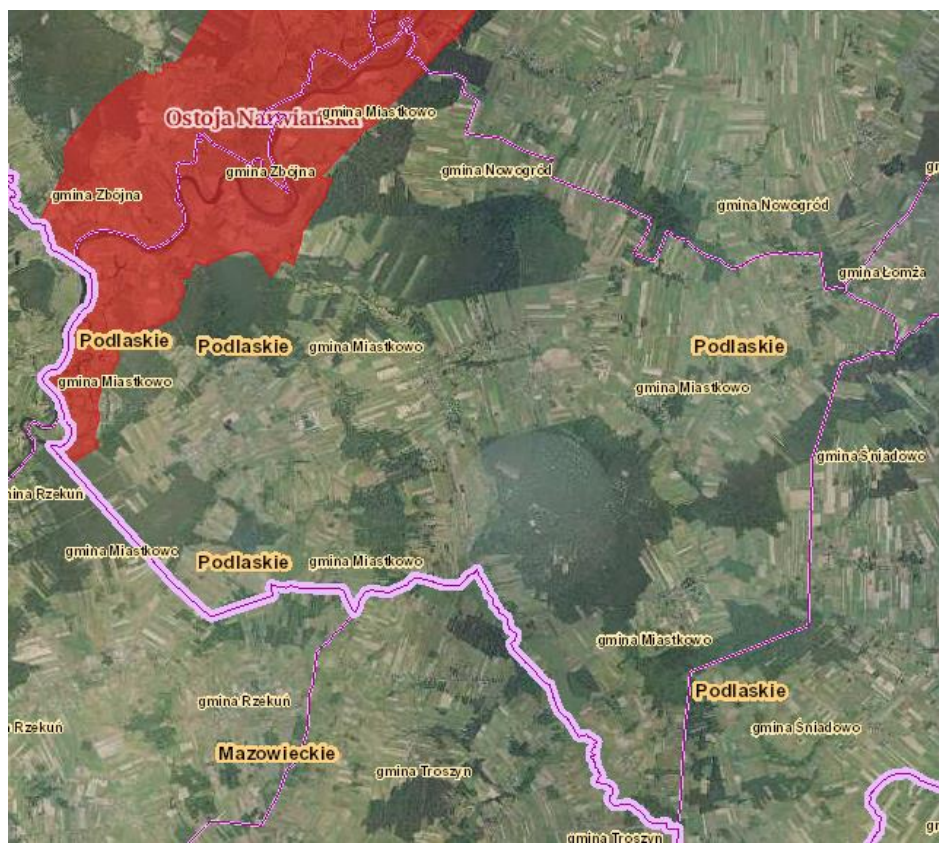 Ostoja Narwiańska
gmina Miastkowo
gmina Zbójna
gmina Nowogród
gmina Zbójna
gmina Nowogród
gmina Łomża
Podlaskie
Podlaskie
gmina Miastkowo
Podlaskie
gmina Miastkowo
gmina Miastkowo
gmina Śniadowo
mina Rzekuń
gmina Miastkowo
Podlaskie
gmina Miastkowo
gmina Miastkowo
Podlaskie
gmina Rzekuń
a Rzekuń
gmina Śniadowo
Mazowieckie
gmina Troszyn
gmina Troszyn